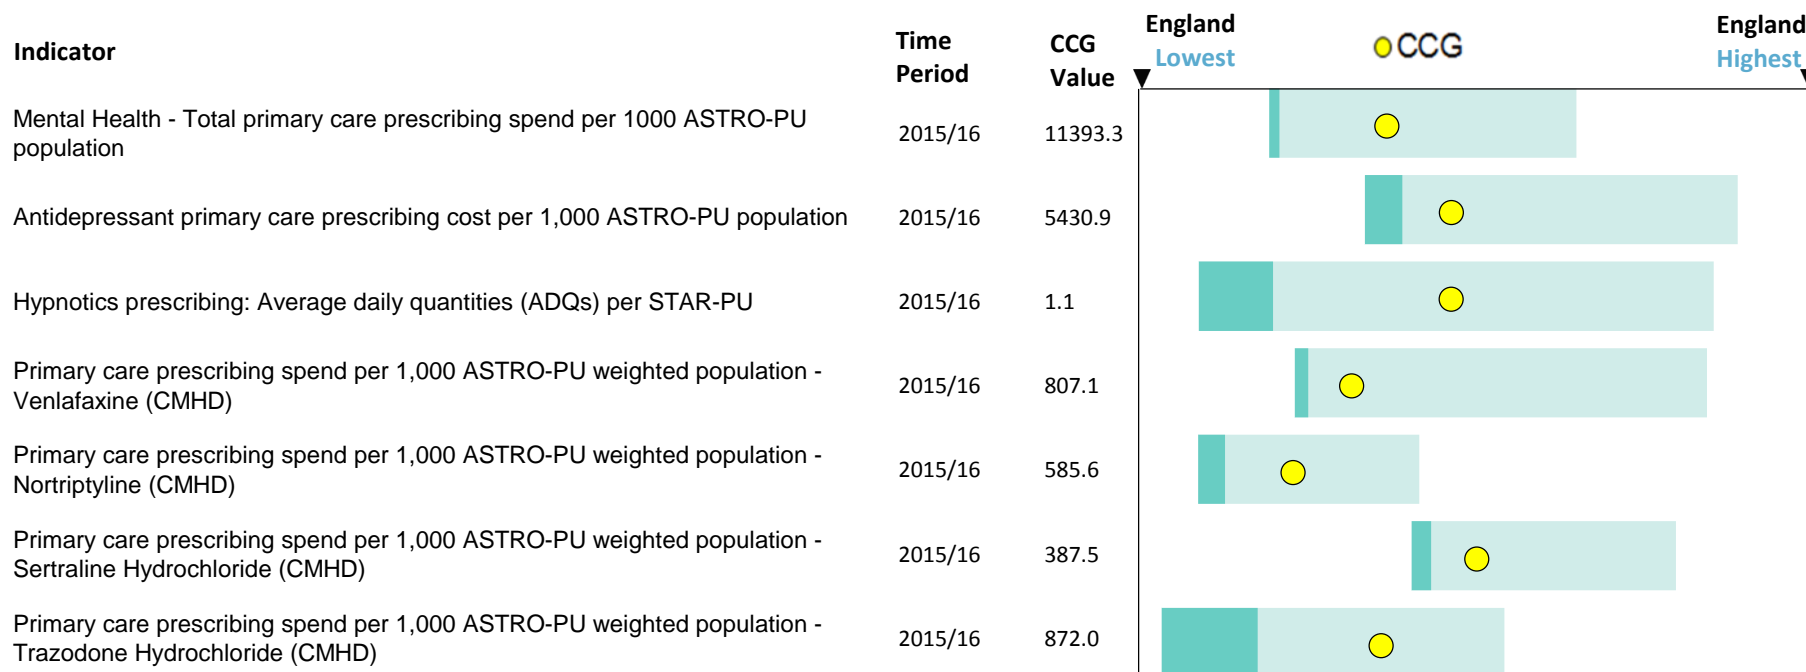 Indicator
Time
Period
CCG
Value
England
Lowest
CCG
England
Highest
Mental Health - Total primary care prescribing spend per 1000 ASTRO-PU
population
2015/16
11393.3
Antidepressant primary care prescribing cost per 1,000 ASTRO-PU population
2015/16
5430.9
Hypnotics prescribing: Average daily quantities (ADQs) per STAR-PU
2015/16
1.1
Primary care prescribing spend per 1,000 ASTRO-PU weighted population -
Venlafaxine (CMHD)
2015/16
807.1
Primary care prescribing spend per 1,000 ASTRO-PU weighted population -
Nortriptyline (CMHD)
2015/16
585.6
Primary care prescribing spend per 1,000 ASTRO-PU weighted population -
Sertraline Hydrochloride (CMHD)
2015/16
387.5
Primary care prescribing spend per 1,000 ASTRO-PU weighted population -
Trazodone Hydrochloride (CMHD)
2015/16
872.0